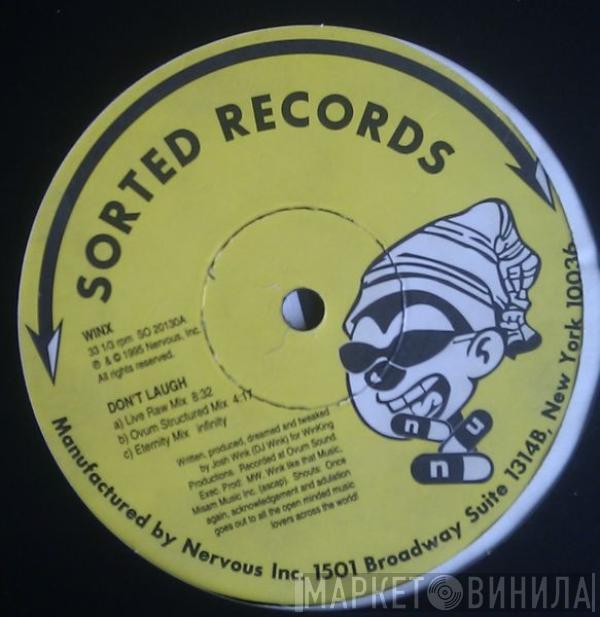 SORTED RECORDS
WINX
33 1/3 rpm SO 20130A
℗ & © 1995 Nervous, Inc.
All rights reserved.
DON'T LAUGH
a) Live Raw Mix 8:32
b) Ovum Structured Mix 4:17
c) Eternity Mix infinity
Written, produced, dreamed and tweaked
by Josh Wink (DJ Wink) for WinKing
Productions. Recorded at Ovum Sound.
Exec. Prod: MW. Wink like that Music,
Misam Music Inc. (ascap). Shouts: Once
again, acknowledgement and adulation
goes out to all the open minded music
lovers across the world!
n n
n u
Manufactured by Nervous Inc. 1501 Broadway Suite 1314B, New York 10036
МАРКЕТ ВИНИЛА